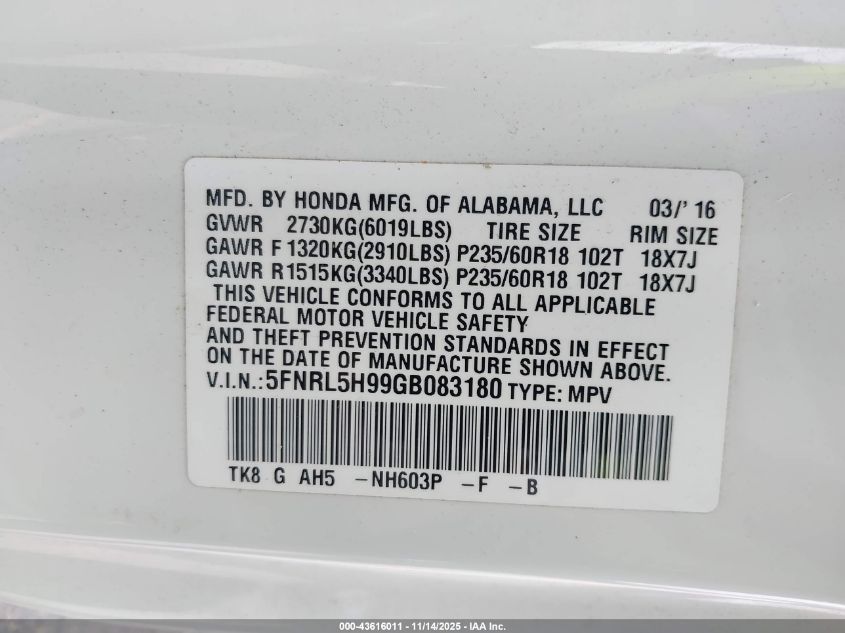 MFD. BY HONDA MFG. OF ALABAMA, LLC 03/' 16
GVWR 2730KG(6019LBS) TIRE SIZE RIM SIZE
GAWR F 1320KG(2910LBS) P235/60R18 102T 18X7J
GAWR R1515KG(3340LBS) P235/60R18 102T 18X7J
THIS VEHICLE CONFORMS TO ALL APPLICABLE
FEDERAL MOTOR VEHICLE SAFETY
AND THEFT PREVENTION STANDARDS IN EFFECT
ON THE DATE OF MANUFACTURE SHOWN ABOVE.
V.I.N.:5FNRL5H99GB083180 TYPE: MPV
TK8 G AH5 -NH603P -F -B
000-43616011 - 11/14/2025 - IAA Inc.